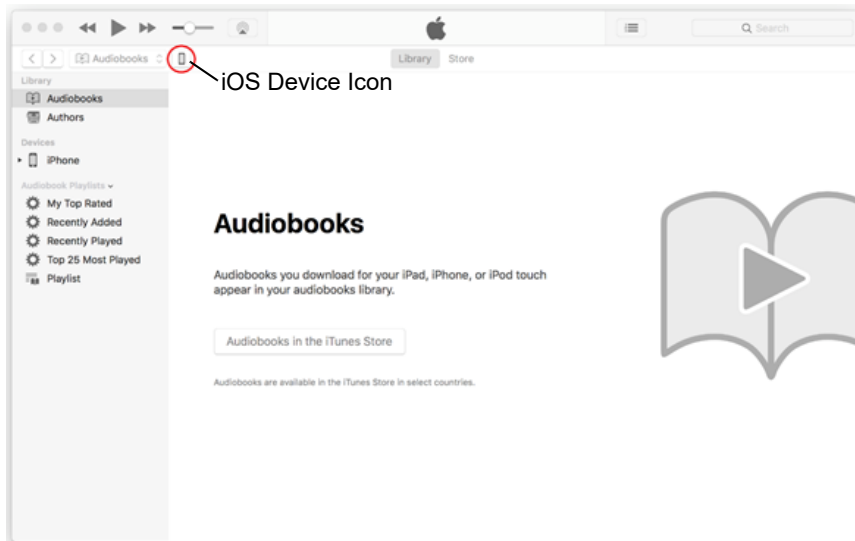 Search
Audiobooks
Library Store
iOS Device Icon
Library
Audiobooks
Authors
Devices
iPhone
Audiobook Playlists
My Top Rated
Recently Added
Recently Played
Top 25 Most Played
Playlist
Audiobooks
Audiobooks you download for your iPad, iPhone, or iPod touch
appear in your audiobooks library.
Audiobooks in the iTunes Store
Audiobooks are available in the iTunes Store in select countries.